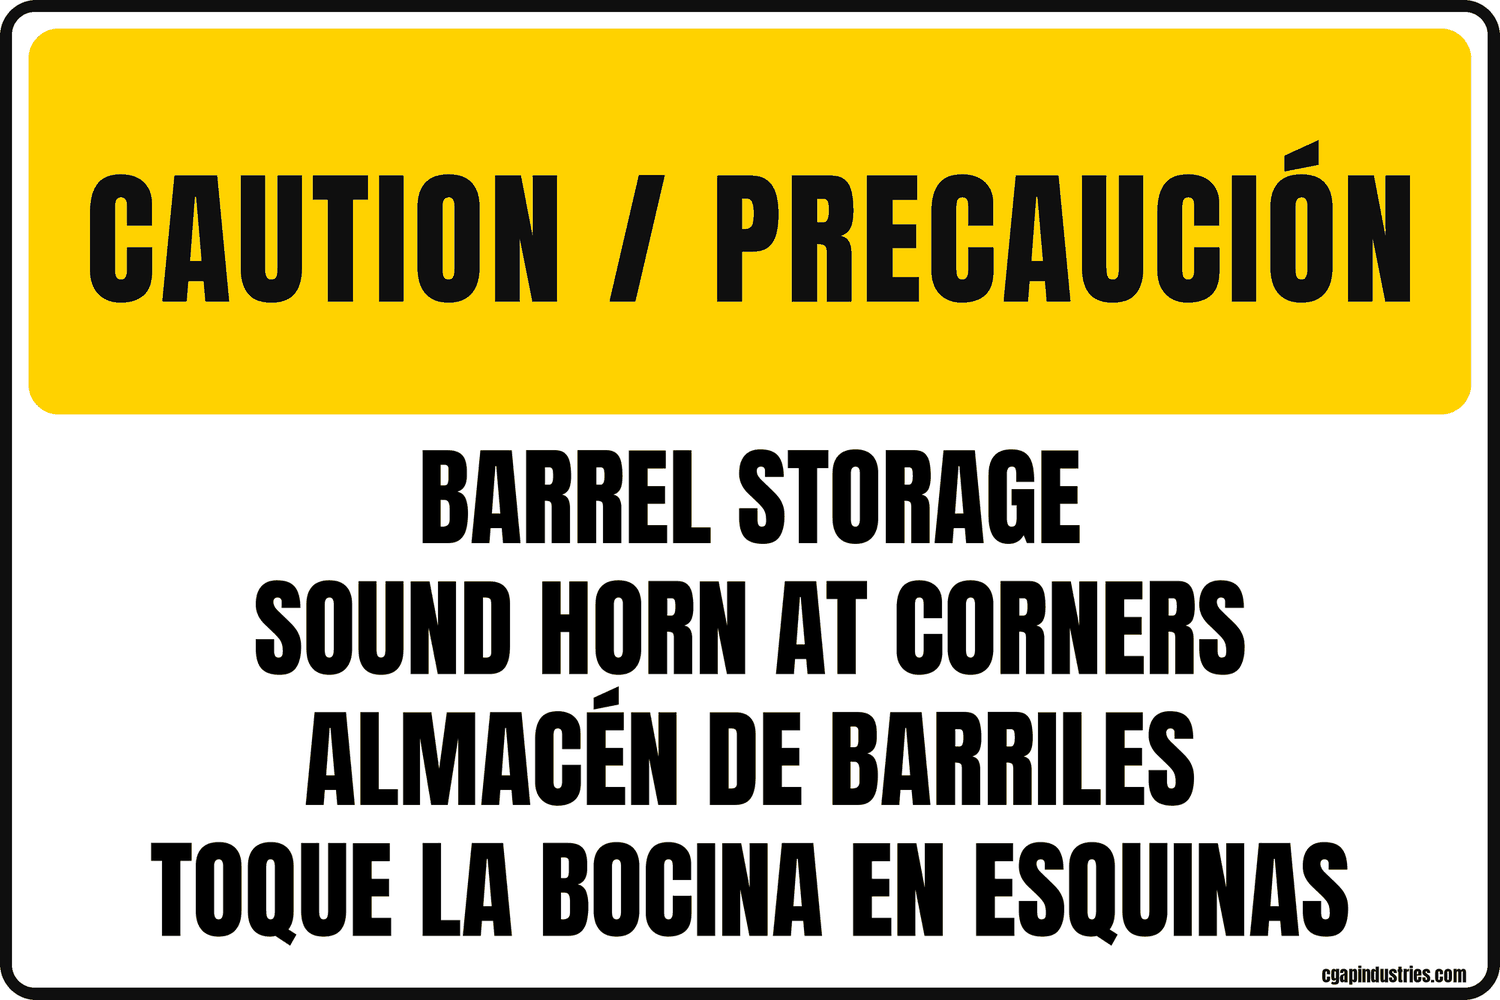 CAUTION / PRECAUCIÓN
BARREL STORAGE
SOUND HORN AT CORNERS
ALMACÉN DE BARRILES
TOQUE LA BOCINA EN ESQUINAS
cgapindustries.com